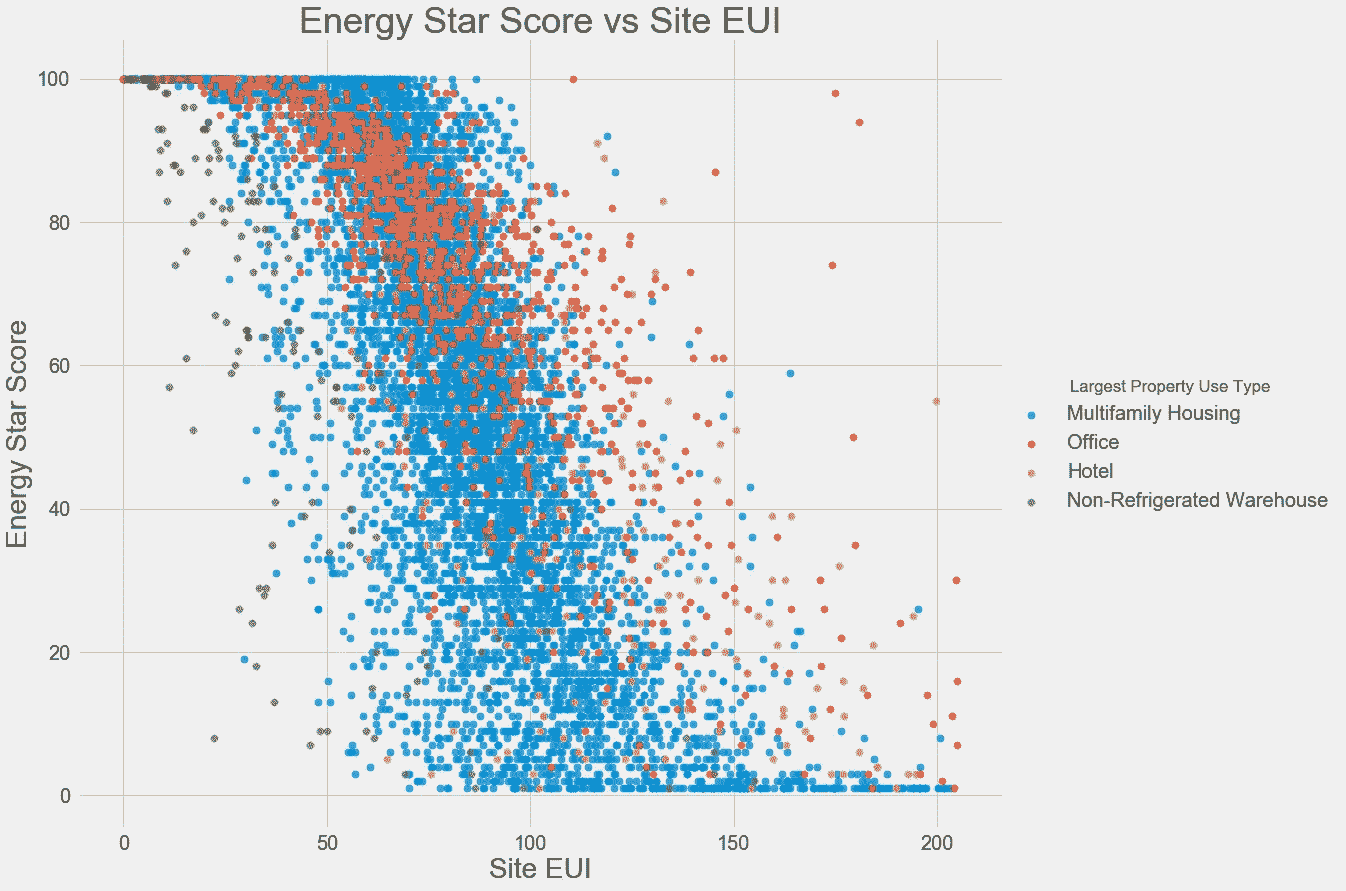 Energy Star Score vs Site EUI
100
80
60
40
20
0
Energy Star Score
0
50
100
150
200
Site EUI
Largest Property Use Type
Multifamily Housing
Office
Hotel
Non-Refrigerated Warehouse